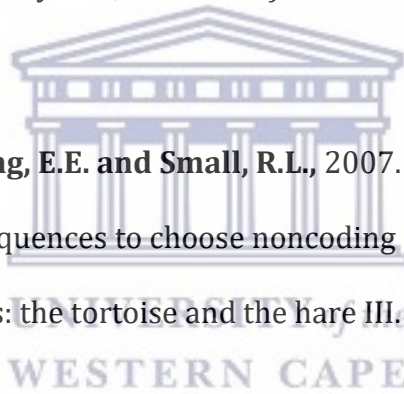 ng, E.E. and Small, R.L., 2007.
quences to choose noncoding
s: the tortoise and the hare III.
UNIVERSITY of the
WESTERN CAPE